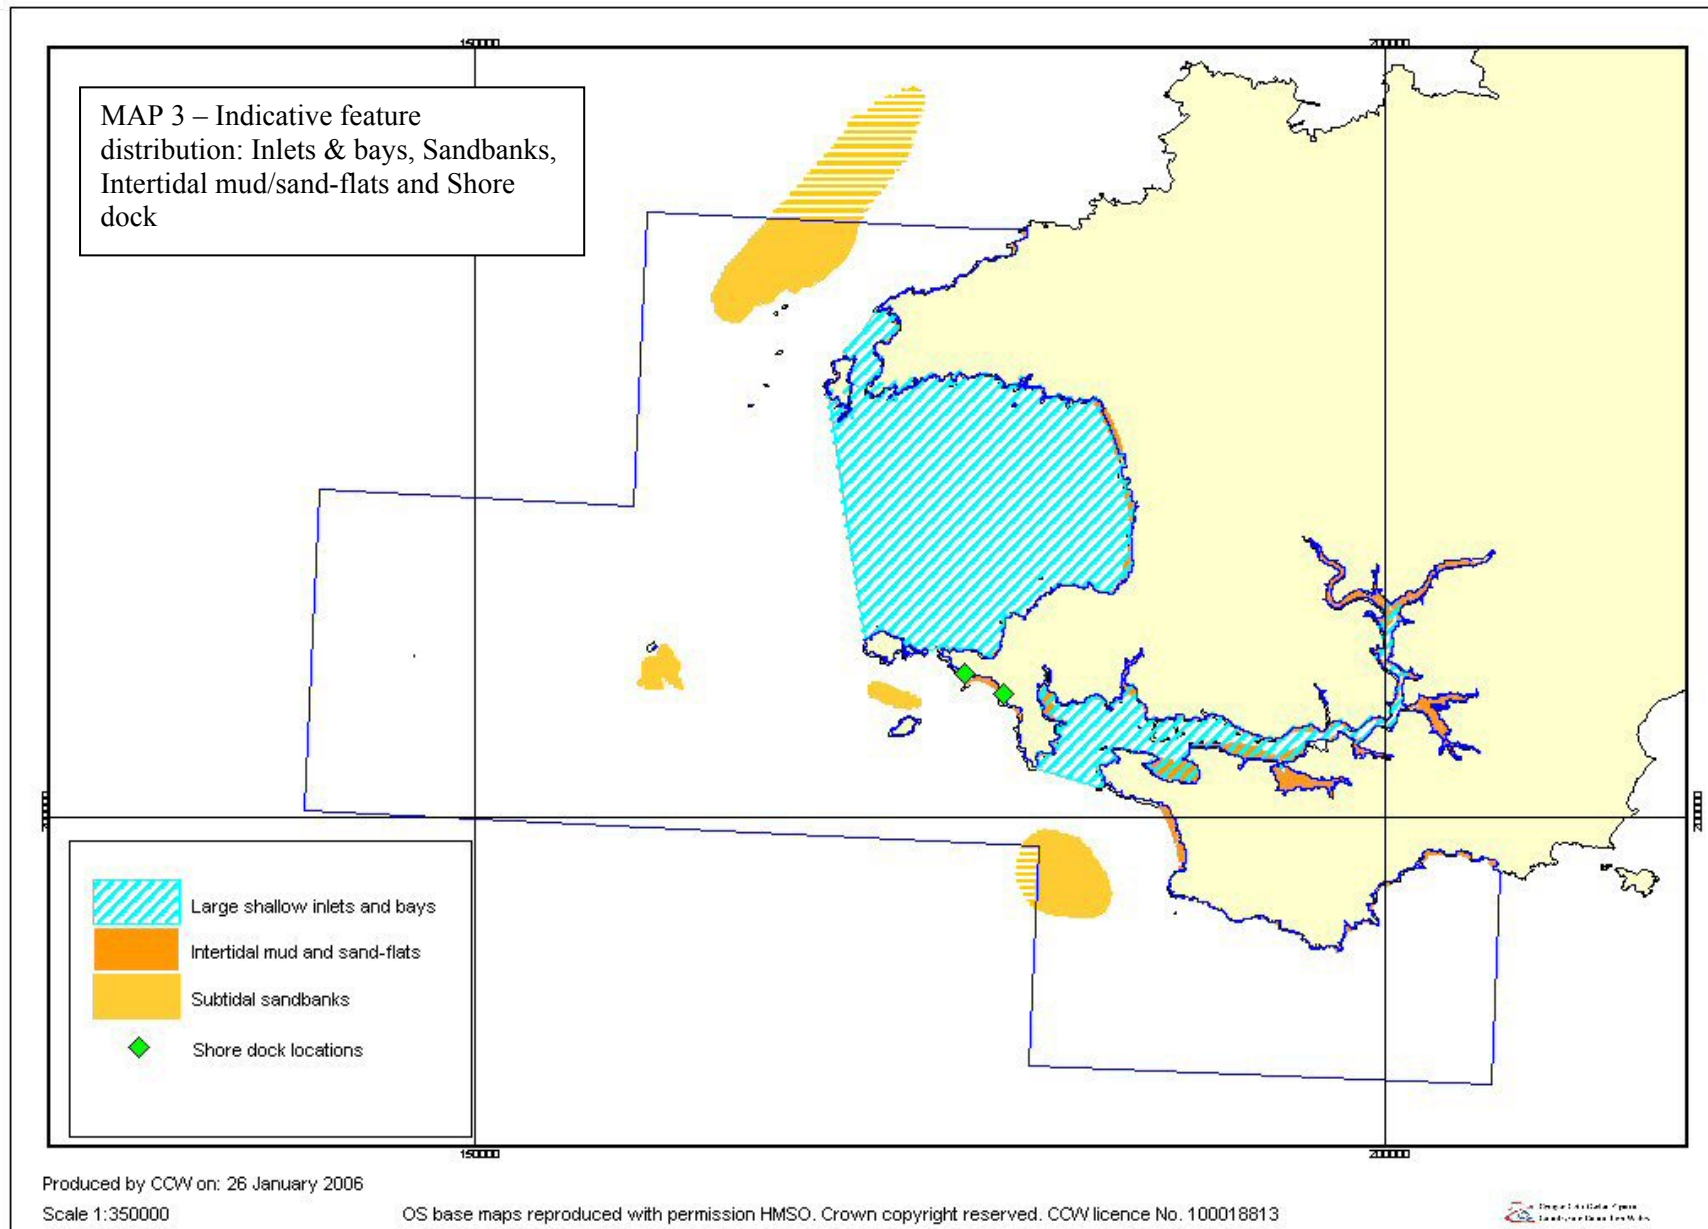 150000
200000
MAP 3 – Indicative feature
distribution: Inlets & bays, Sandbanks,
Intertidal mud/sand-flats and Shore
dock
Large shallow inlets and bays
Intertidal mud and sand-flats
Subtidal sandbanks
Shore dock locations
150000
200000
Produced by CCW on: 26 January 2006
Scale 1:350000
OS base maps reproduced with permission HMSO. Crown copyright reserved. CCW licence No. 100018813